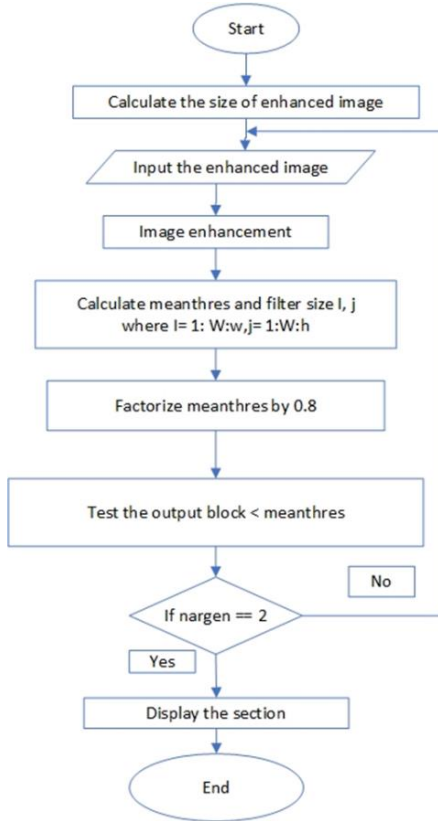 Start
Calculate the size of enhanced image
Input the enhanced image
Image enhancement
Calculate meanthres and filter size I, j
where I= 1: W:w,j= 1:W:h
Factorize meanthres by 0.8
Test the output block < meanthres
No
If nargen == 2
Yes
Display the section
End